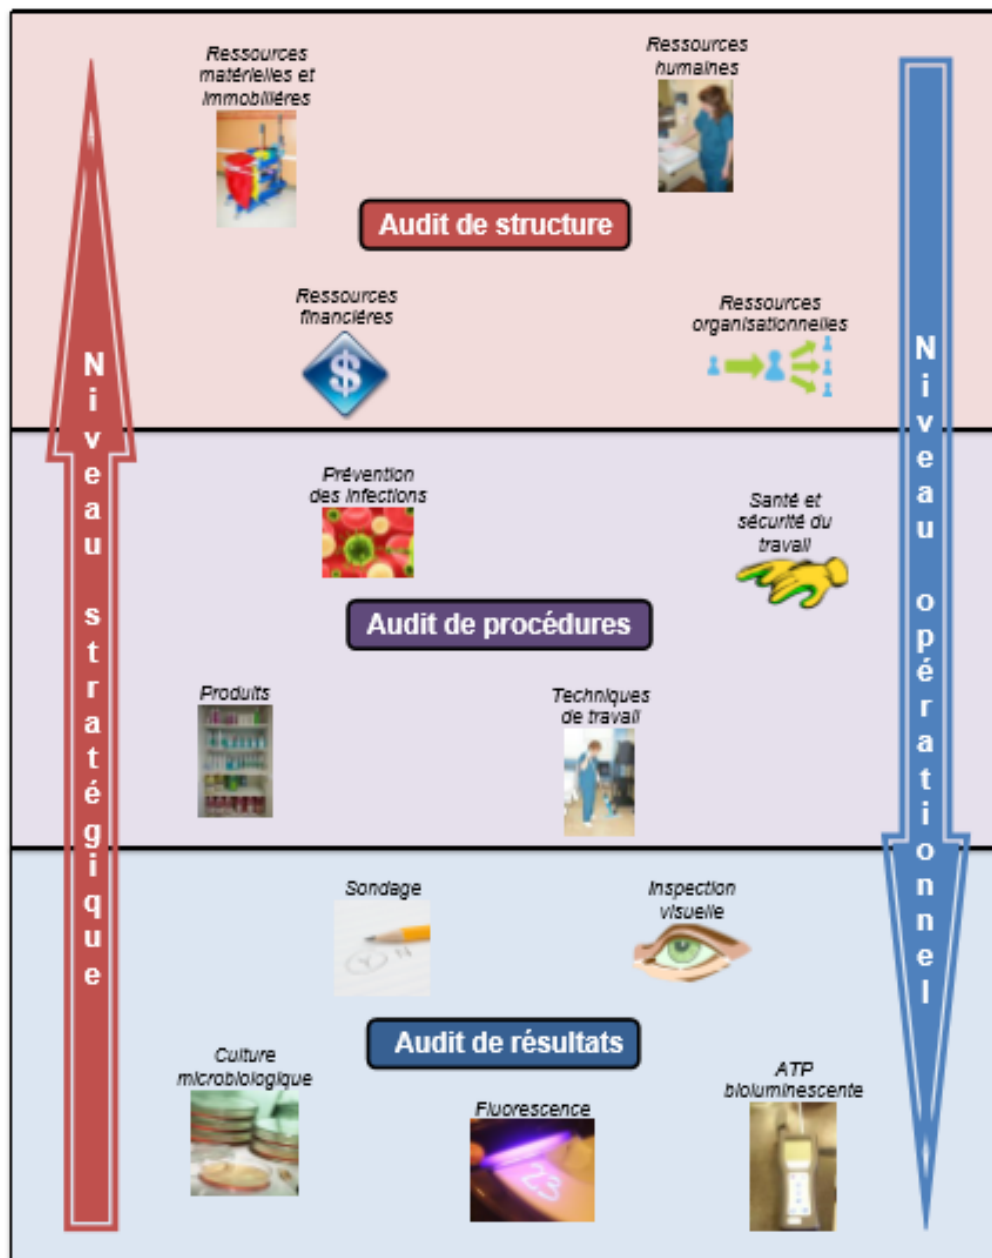 Ressources
matérielles et
immobilières
Ressources
humaines
Audit de structure
Ressources
financières
Ressources
organisationnelles
Niveau stratégique
Niveau opérationnel
Prévention
des infections
Santé et
sécurité du
travail
Audit de procédures
Produits
Techniques
de travail
Sondage
Inspection
visuelle
Y N
Audit de résultats
Culture
microbiologique
Fluorescence
ATP
bioluminescente
$
23